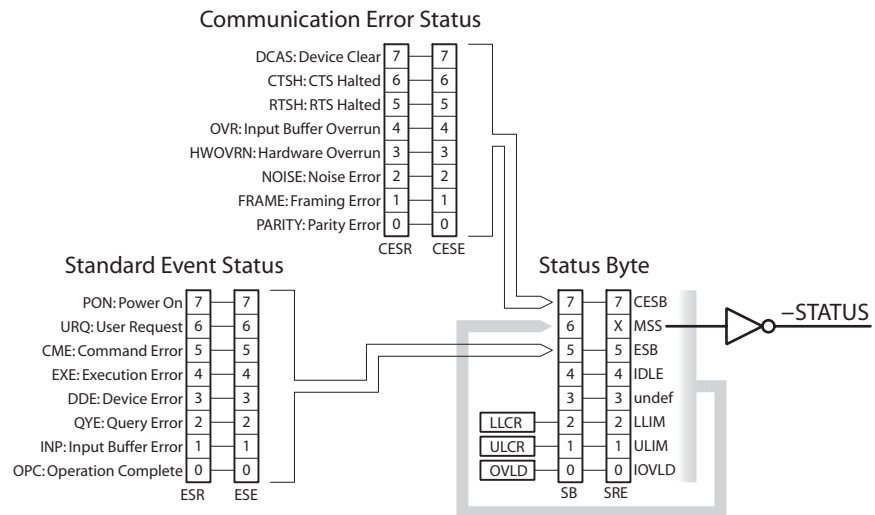 Communication Error Status
DCAS: Device Clear 7 7
CTSH: CTS Halted 6 6
RTSH: RTS Halted 5 5
OVR: Input Buffer Overrun 4 4
HWOVRN: Hardware Overrun 3 3
NOISE: Noise Error 2 2
FRAME: Framing Error 1 1
PARITY: Parity Error 0 0
CESR CESE
Standard Event Status
PON: Power On 7 7
URQ: User Request 6 6
CME: Command Error 5 5
EXE: Execution Error 4 4
DDE: Device Error 3 3
QYE: Query Error 2 2
INP: Input Buffer Error 1 1
OPC: Operation Complete 0 0
ESR ESE
Status Byte
7 7 CESB
6 X MSS
5 5 ESB
4 4 IDLE
3 3 undef
LLCR 2 2 LLIM
ULCR 1 1 ULIM
OVLD 0 0 IOVLD
SB SRE
–STATUS